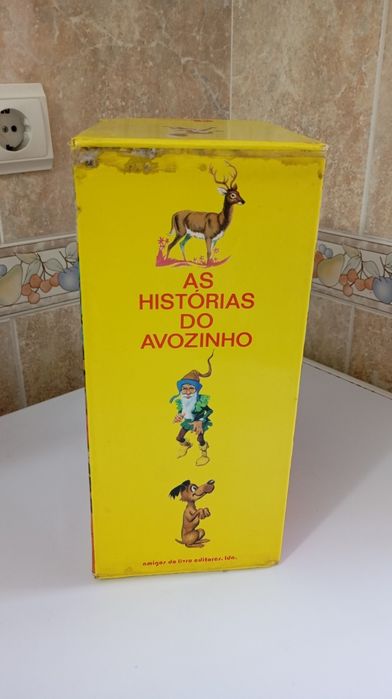 AS
HISTÓRIAS
DO
AVOZINHO
amigos do livro editores, lda.